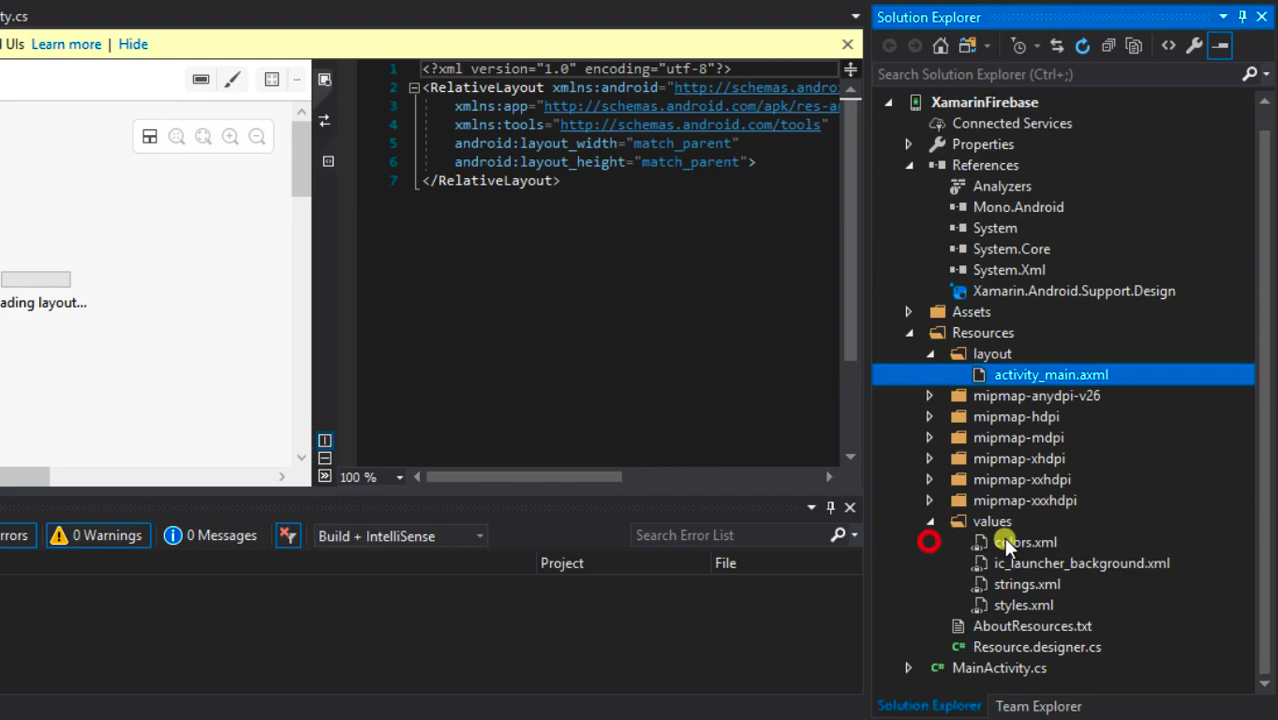 ty.cs
UIs Learn more | Hide
ading layout...
1 <?xml version="1.0" encoding="utf-8"?>
2 <RelativeLayout xmlns:android="http://schemas.andro
3 xmlns:app="http://schemas.android.com/apk/res-a
4 xmlns:tools="http://schemas.android.com/tools"
5 android:layout_width="match_parent"
6 android:layout_height="match_parent">
7 </RelativeLayout>
100 %
rrors
0 Warnings
0 Messages
Build + IntelliSense
Search Error List
Project
File
Solution Explorer
Search Solution Explorer (Ctrl+;)
XamarinFirebase
Connected Services
Properties
References
Analyzers
Mono.Android
System
System.Core
System.Xml
Xamarin.Android.Support.Design
Assets
Resources
layout
activity_main.axml
mipmap-anydpi-v26
mipmap-hdpi
mipmap-mdpi
mipmap-xhdpi
mipmap-xxhdpi
mipmap-xxxhdpi
values
colors.xml
ic_launcher_background.xml
strings.xml
styles.xml
AboutResources.txt
Resource.designer.cs
MainActivity.cs
Solution Explorer
Team Explorer